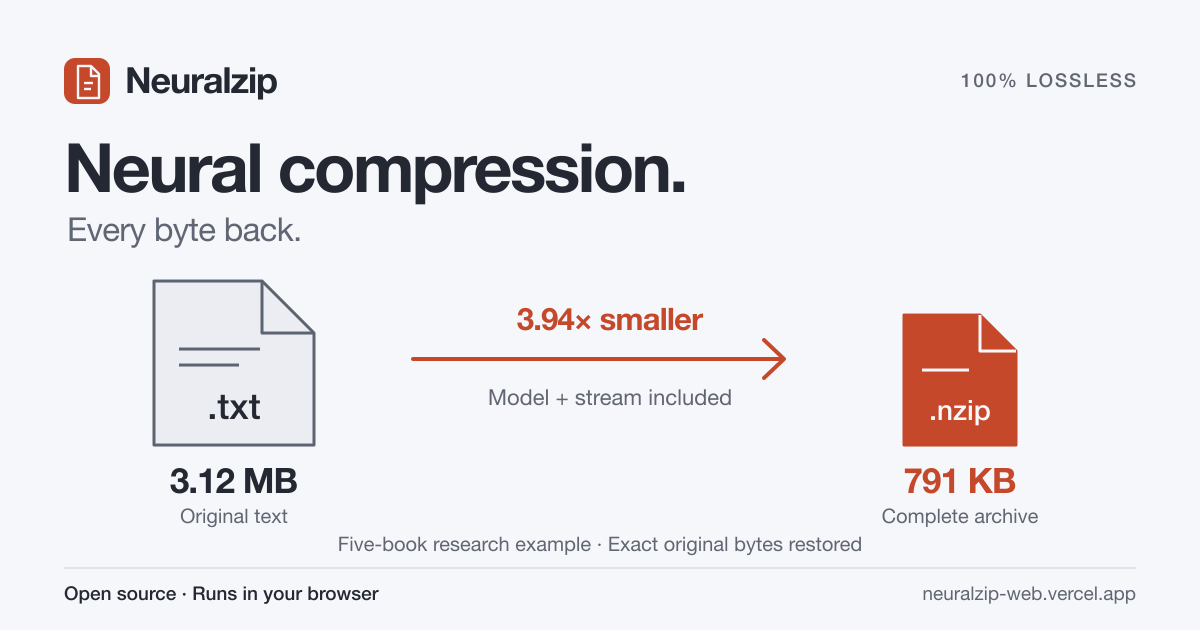 Neuralzip
100% LOSSLESS
Neural compression.
Every byte back.
3.94× smaller
Model + stream included
.txt
.nzip
3.12 MB
791 KB
Original text
Complete archive
Five-book research example · Exact original bytes restored
Open source · Runs in your browser
neuralzip-web.vercel.app